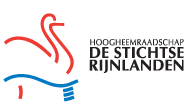 HOOGHEEMRAADSCHAP
DE STICHTSE
RIJNLANDEN